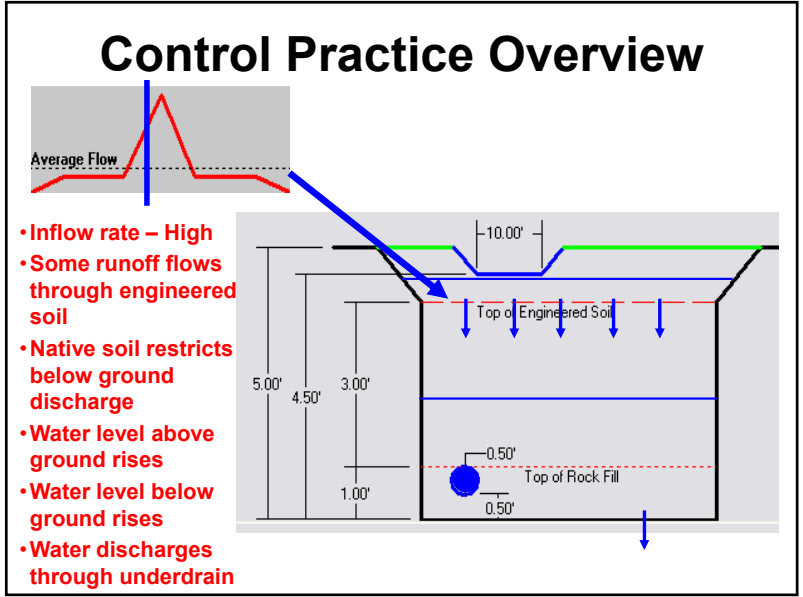 Control Practice Overview
Average Flow
•Inflow rate – High
•Some runoff flows
through engineered
soil
•Native soil restricts
below ground
discharge
•Water level above
ground rises
•Water level below
ground rises
•Water discharges
through underdrain
10.00'
Top of Engineered Soil
5.00'
4.50'
3.00'
0.50'
Top of Rock Fill
1.00'
0.50'